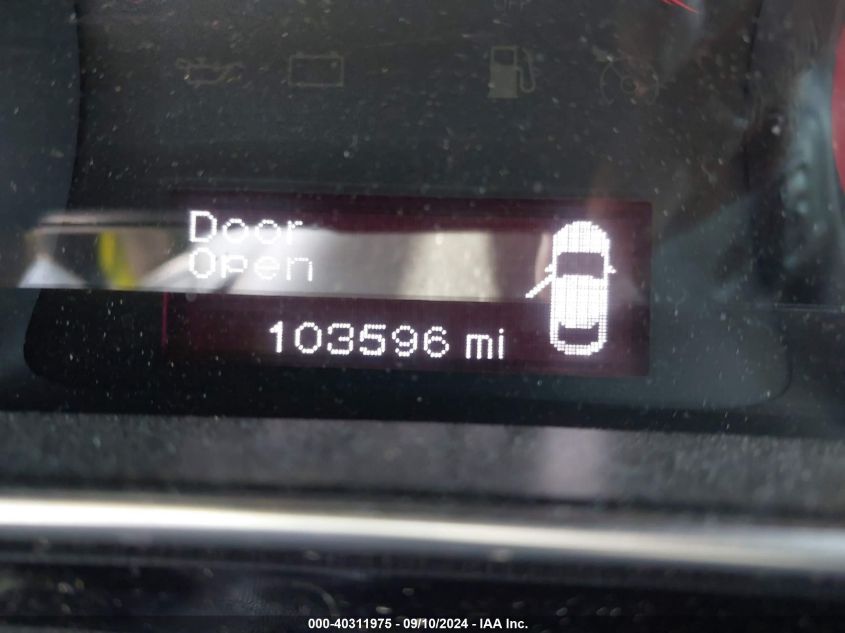 Door
Open
103596 mi
000-40311975 - 09/10/2024 - IAA Inc.